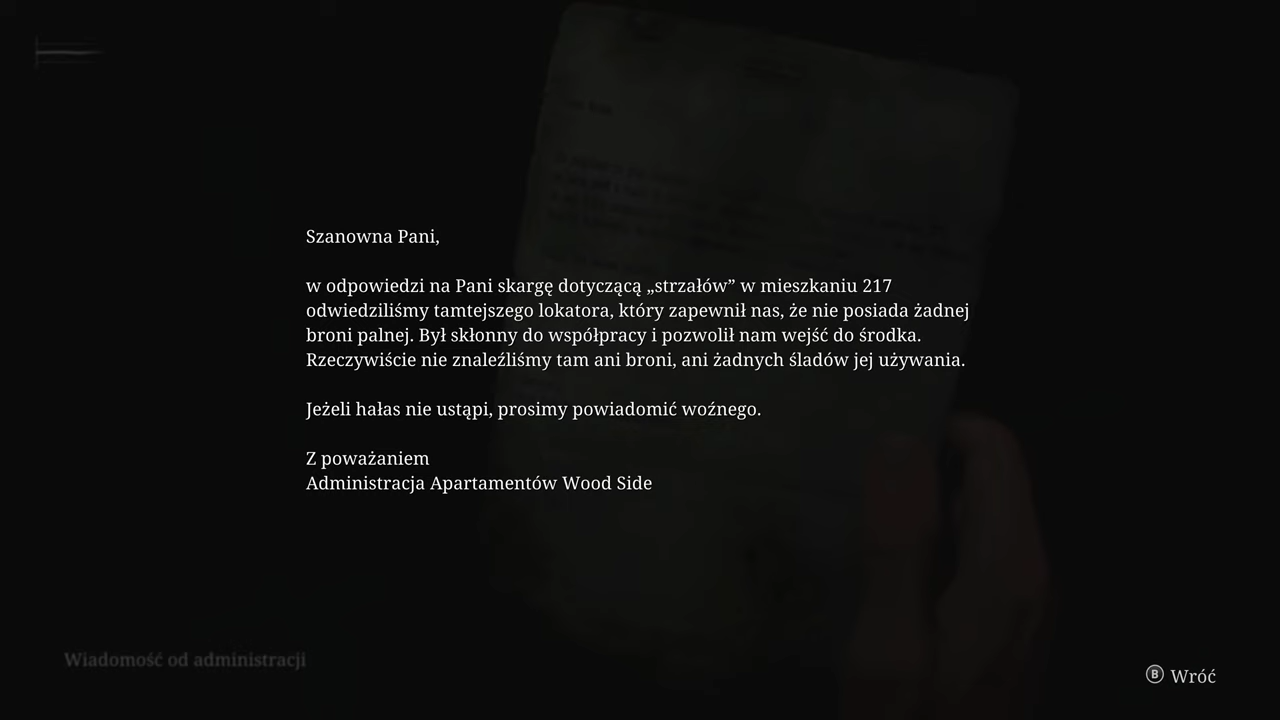 Szanowna Pani,
w odpowiedzi na Pani skargę dotyczącą „strzałów” w mieszkaniu 217
odwiedziliśmy tamtejszego lokatora, który zapewnił nas, że nie posiada żadnej
broni palnej. Był skłonny do współpracy i pozwolił nam wejść do środka.
Rzeczywiście nie znaleźliśmy tam ani broni, ani żadnych śladów jej używania.
Jeżeli hałas nie ustąpi, prosimy powiadomić woźnego.
Z poważaniem
Administracja Apartamentów Wood Side
Wiadomość od administracji
B Wróć